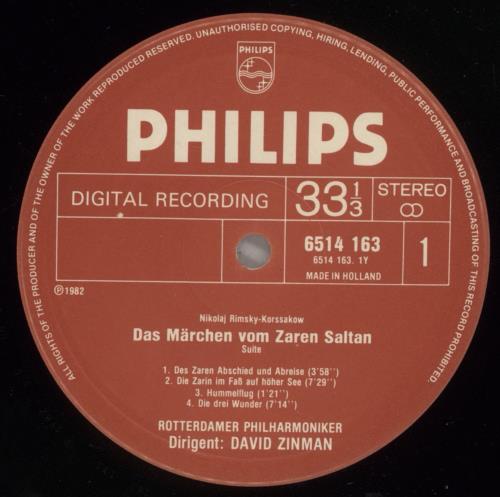 ALL RIGHTS OF THE PRODUCER AND OF THE OWNER OF THE WORK REPRODUCED RESERVED. UNAUTHORISED COPYING, HIRING, LENDING, PUBLIC PERFORMANCE AND BROADCASTING OF THIS RECORD PROHIBITED.
PHILIPS
PHILIPS
DIGITAL RECORDING
33 1/3
STEREO
6514 163
6514 163. 1Y
MADE IN HOLLAND
1
℗1982
Nikolaj Rimsky-Korssakow
Das Märchen vom Zaren Saltan
Suite
1. Des Zaren Abschied und Abreise (3'58'')
2. Die Zarin im Faß auf höher See (7'29'')
3. Hummelflug (1'21'')
4. Die drei Wunder (7'14'')
ROTTERDAMER PHILHARMONIKER
Dirigent: DAVID ZINMAN